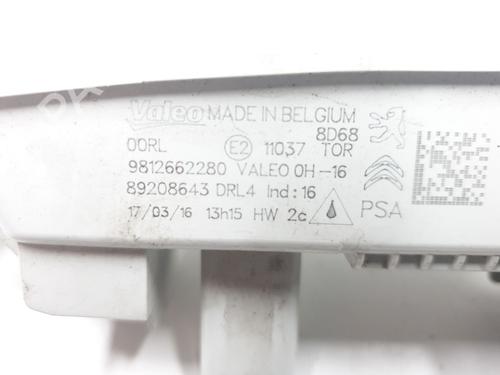 Valeo MADE IN BELGIUM
8D68
00RL E2 11037 TOR
9812662280 VALEO 0H-16
89208643 DRL4 Ind:16
17/03/16 13h15 HW 2c PSA